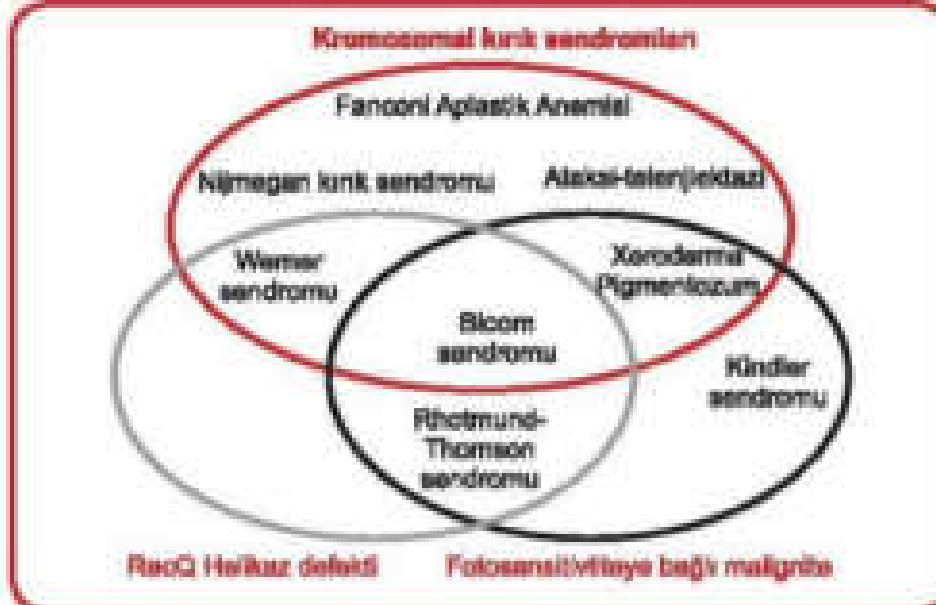 Kromozomal kırık sendromları
Fanconi Aplastik Anemisi
Nijmegan kırık sendromu
Ataksi-telenjiektazi
Werner
sendromu
Xeroderma
Pigmentozum
Bloom
sendromu
Kindler
sendromu
Rhotmund-
Thomson
sendromu
RecQ Helikaz defekti
Fotosensitiviteye bağlı malignite